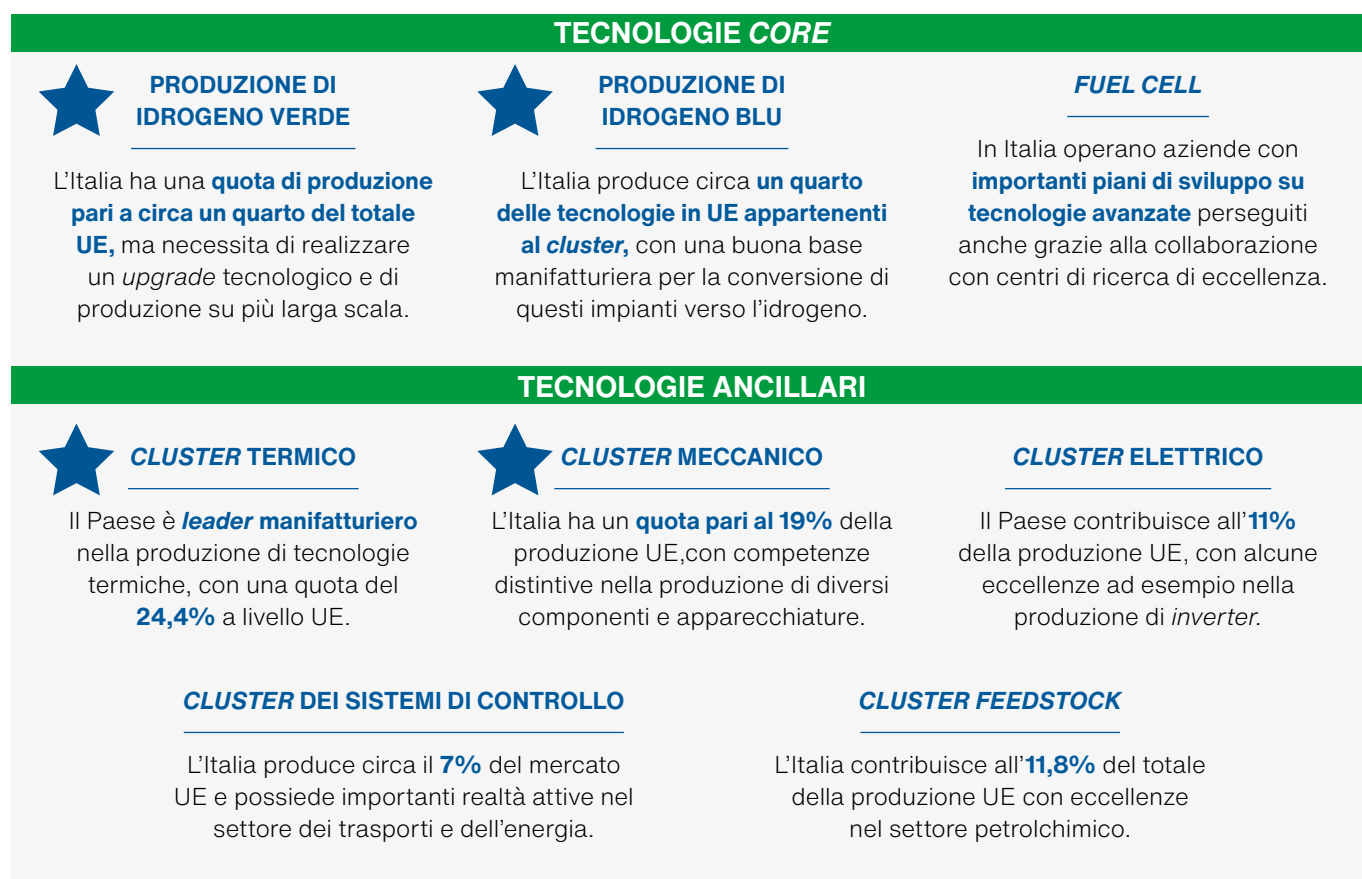 TECNOLOGIE CORE
PRODUZIONE DI
IDROGENO VERDE
L'Italia ha una quota di produzione
pari a circa un quarto del totale
UE, ma necessita di realizzare
un upgrade tecnologico e di
produzione su più larga scala.
PRODUZIONE DI
IDROGENO BLU
L'Italia produce circa un quarto
delle tecnologie in UE appartenenti
al cluster, con una buona base
manifatturiera per la conversione di
questi impianti verso l'idrogeno.
FUEL CELL
In Italia operano aziende con
importanti piani di sviluppo su
tecnologie avanzate perseguiti
anche grazie alla collaborazione
con centri di ricerca di eccellenza.
TECNOLOGIE ANCILLARI
CLUSTER TERMICO
Il Paese è leader manifatturiero
nella produzione di tecnologie
termiche, con una quota del
24,4% a livello UE.
CLUSTER MECCANICO
L'Italia ha un quota pari al 19% della
produzione UE,con competenze
distintive nella produzione di diversi
componenti e apparecchiature.
CLUSTER ELETTRICO
Il Paese contribuisce all'11%
della produzione UE, con alcune
eccellenze ad esempio nella
produzione di inverter.
CLUSTER DEI SISTEMI DI CONTROLLO
L'Italia produce circa il 7% del mercato
UE e possiede importanti realtà attive nel
settore dei trasporti e dell'energia.
CLUSTER FEEDSTOCK
L'Italia contribuisce all'11,8% del totale
della produzione UE con eccellenze
nel settore petrolchimico.